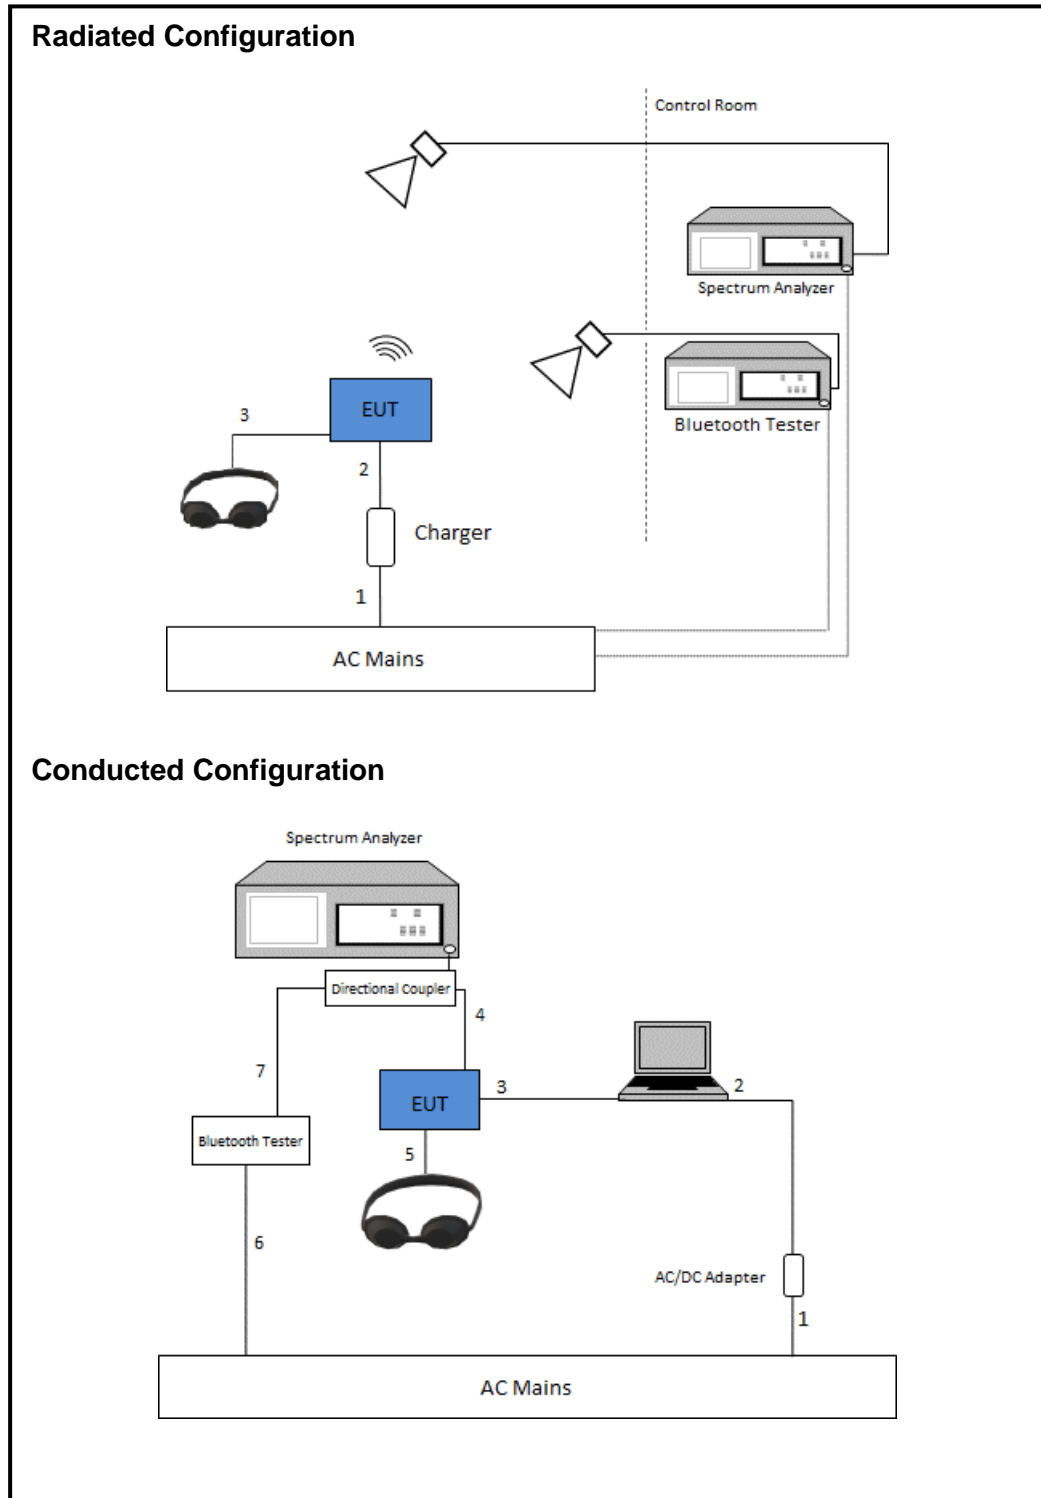 Radiated Configuration
Control Room
Spectrum Analyzer
EUT
Bluetooth Tester
3
2
Charger
1
AC Mains
Conducted Configuration
Spectrum Analyzer
Directional Coupler
4
7
3
2
EUT
Bluetooth Tester
5
6
AC/DC Adapter
1
AC Mains